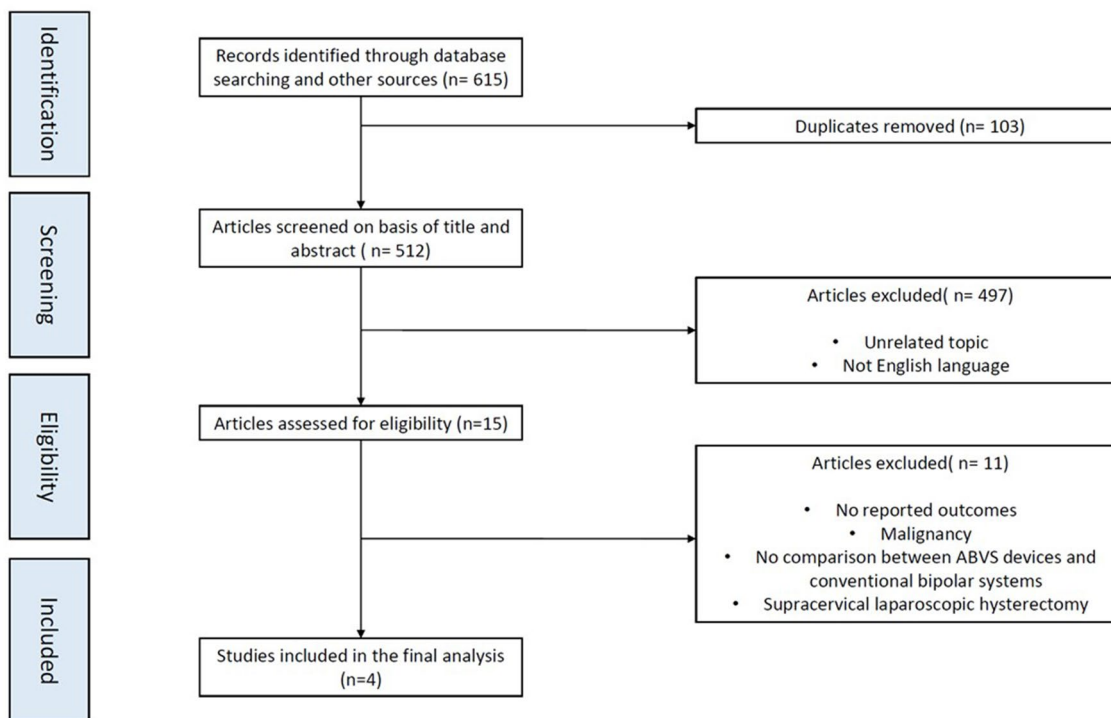 Identification
Records identified through database
searching and other sources (n= 615)
Duplicates removed (n= 103)
Screening
Articles screened on basis of title and
abstract ( n= 512)
Articles excluded( n= 497)
• Unrelated topic
• Not English language
Eligibility
Articles assessed for eligibility (n=15)
Articles excluded( n= 11)
• No reported outcomes
• Malignancy
• No comparison between ABVS devices and
conventional bipolar systems
• Supracervical laparoscopic hysterectomy
Included
Studies included in the final analysis
(n=4)